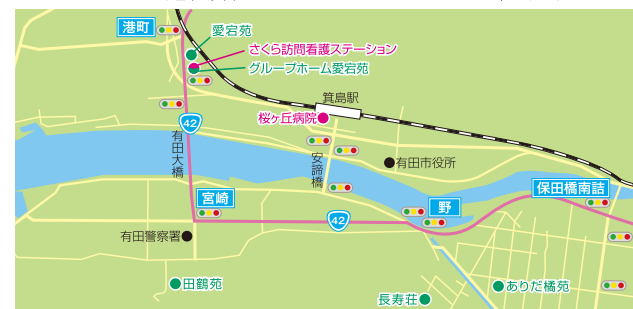 港町
愛宕苑
さくら訪問看護ステーション
グループホーム愛宕苑
箕島駅
桜ヶ丘病院
42
有田大橋
安諦橋
有田市役所
宮崎
野
保田橋南詰
42
有田警察署
田鶴苑
長寿荘
ありだ橘苑